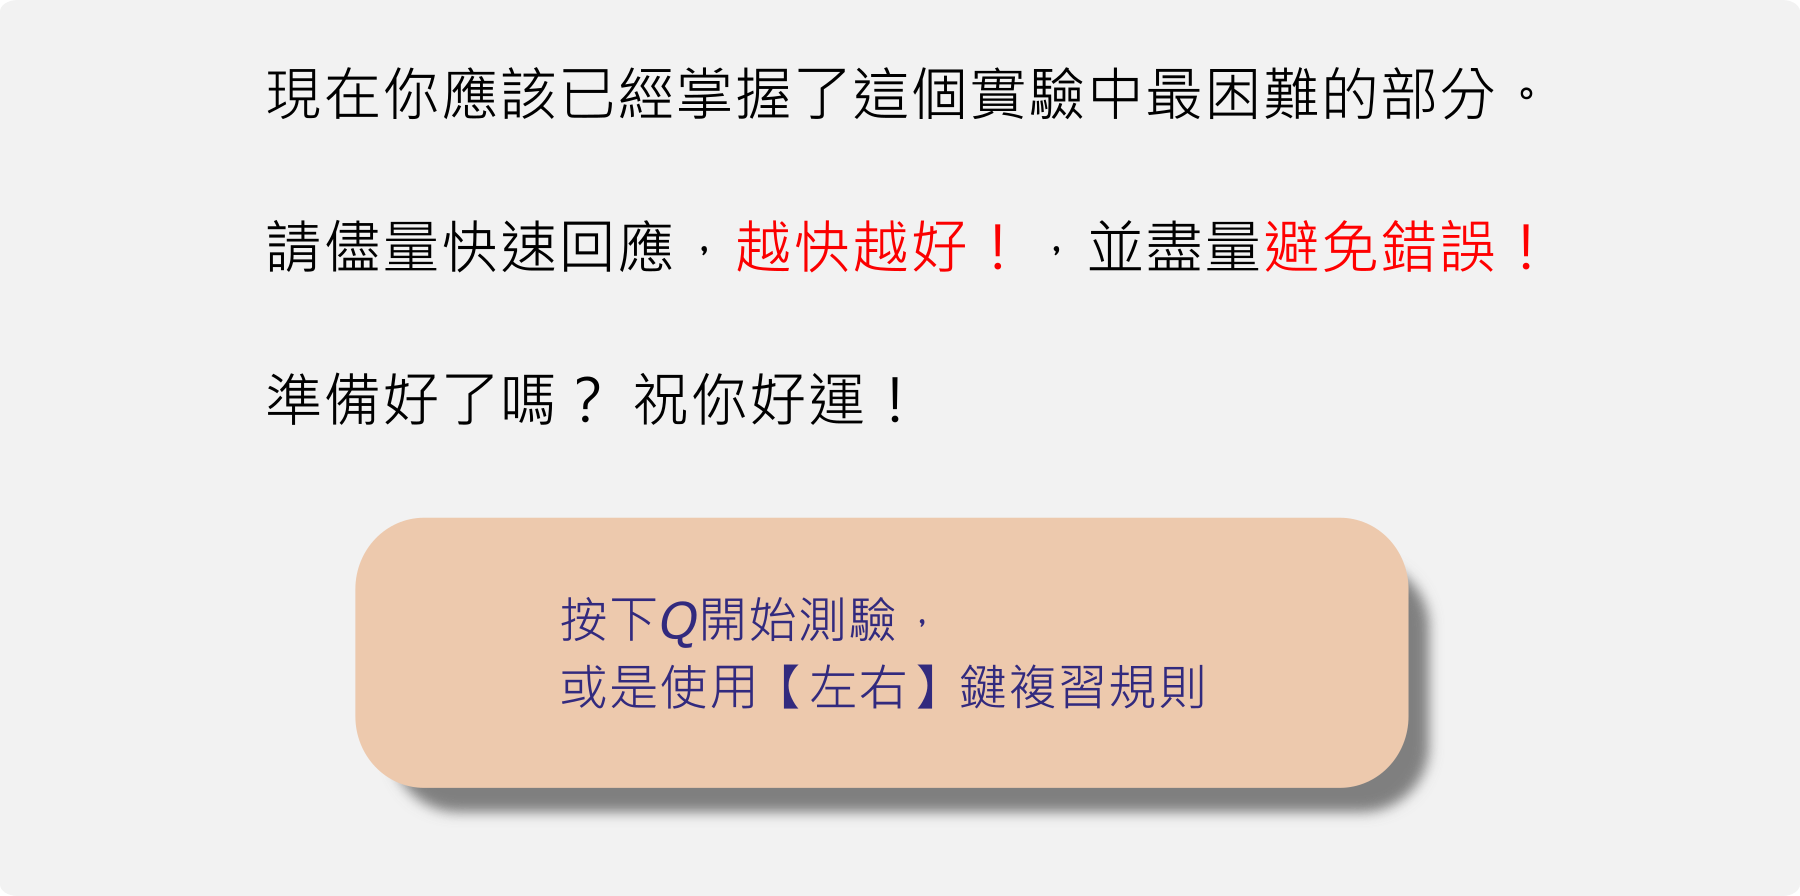 現在你應該已經掌握了這個實驗中最困難的部分。
請儘量快速回應，越快越好！，並盡量避免錯誤！
準備好了嗎？ 祝你好運！
按下Q開始測驗，
或是使用【左右】鍵複習規則